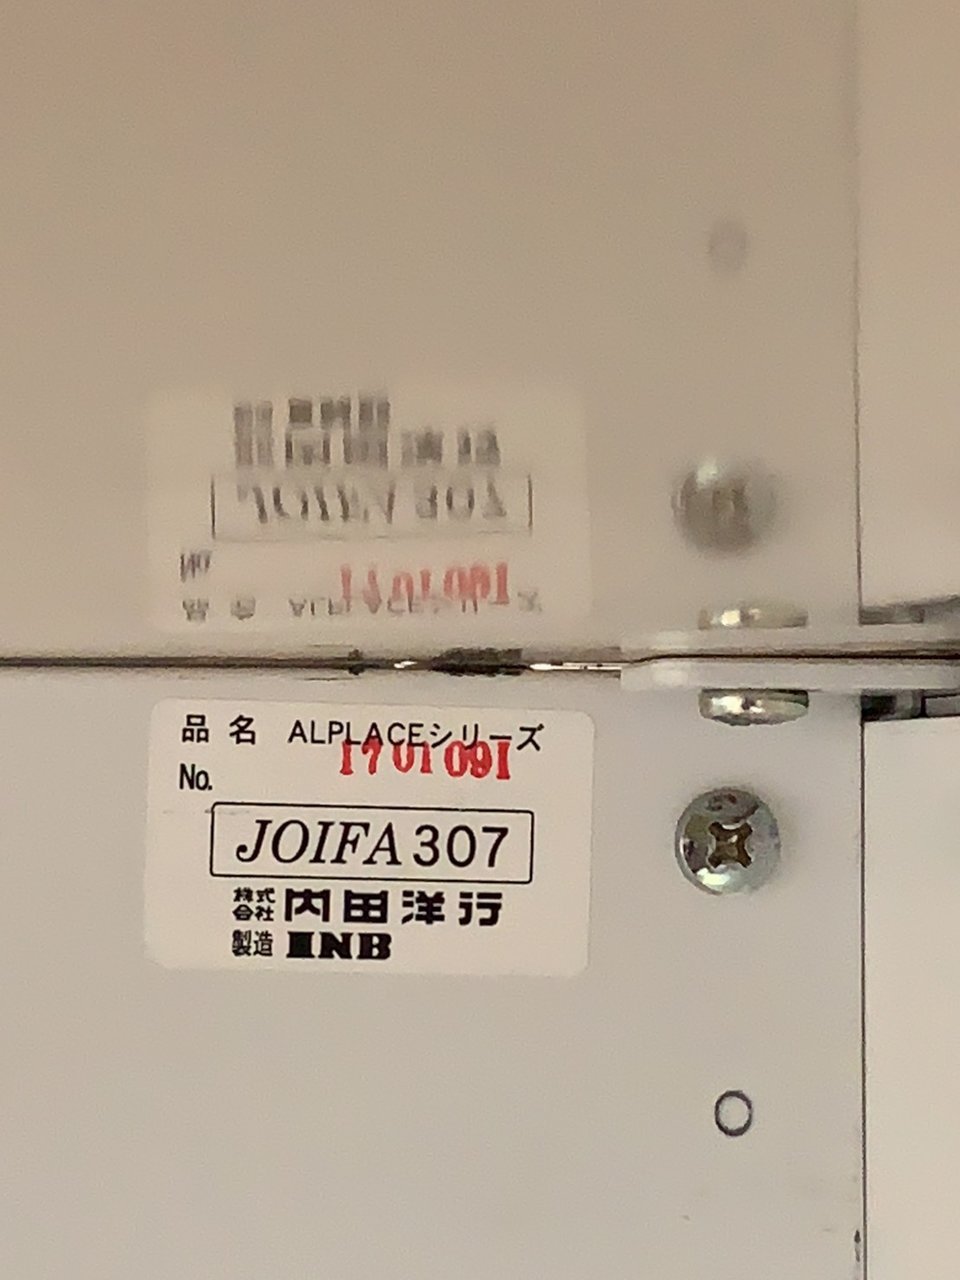 品名 ALPLACEシリーズ
No. 170109I
JOIFA 307
株式会社 内田洋行
製造 INB